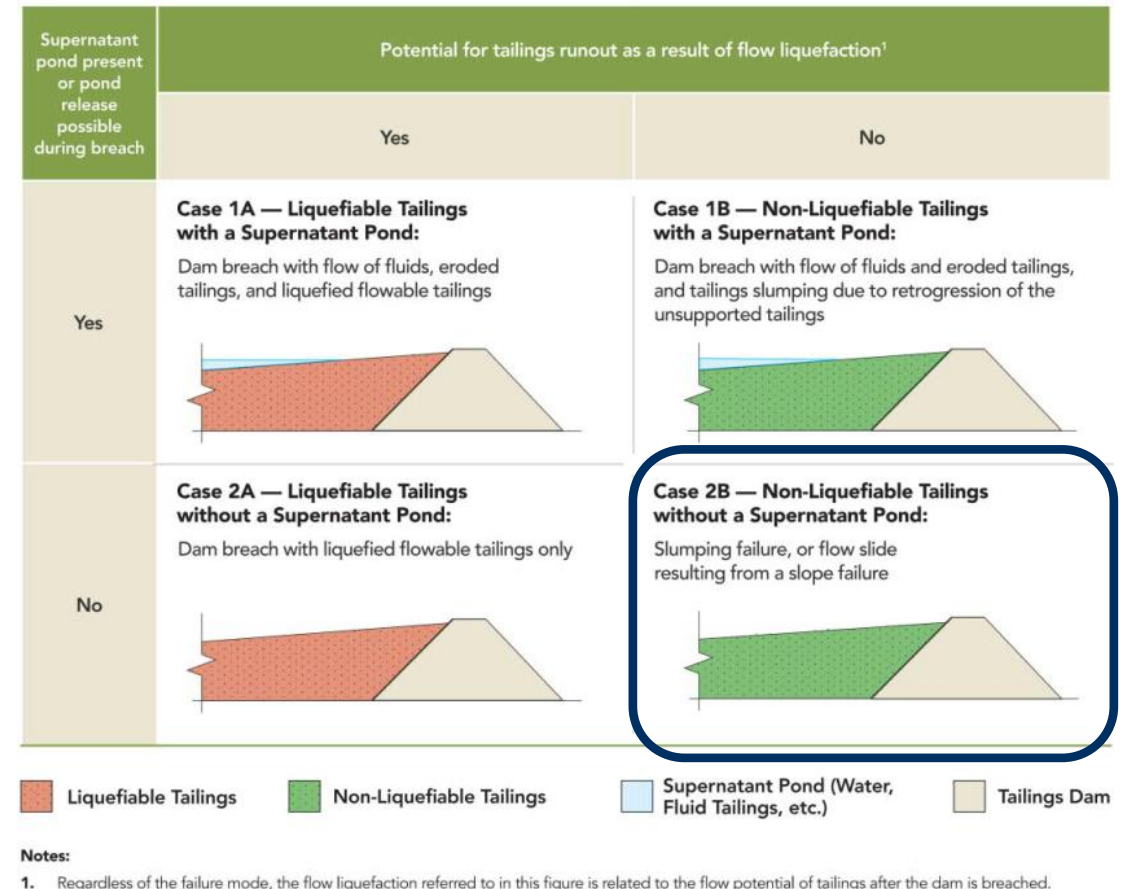 Supernatant
pond present
or pond
release
possible
during breach
Potential for tailings runout as a result of flow liquefaction¹
Yes
No
Yes
Case 1A — Liquefiable Tailings
with a Supernatant Pond:
Dam breach with flow of fluids, eroded
tailings, and liquefied flowable tailings
Case 1B — Non-Liquefiable Tailings
with a Supernatant Pond:
Dam breach with flow of fluids and eroded tailings,
and tailings slumping due to retrogression of the
unsupported tailings
No
Case 2A — Liquefiable Tailings
without a Supernatant Pond:
Dam breach with liquefied flowable tailings only
Case 2B — Non-Liquefiable Tailings
without a Supernatant Pond:
Slumping failure, or flow slide
resulting from a slope failure
Liquefiable Tailings
Non-Liquefiable Tailings
Supernatant Pond (Water,
Fluid Tailings, etc.)
Tailings Dam
Notes:
1. Regardless of the failure mode, the flow liquefaction referred to in this figure is related to the flow potential of tailings after the dam is breached.